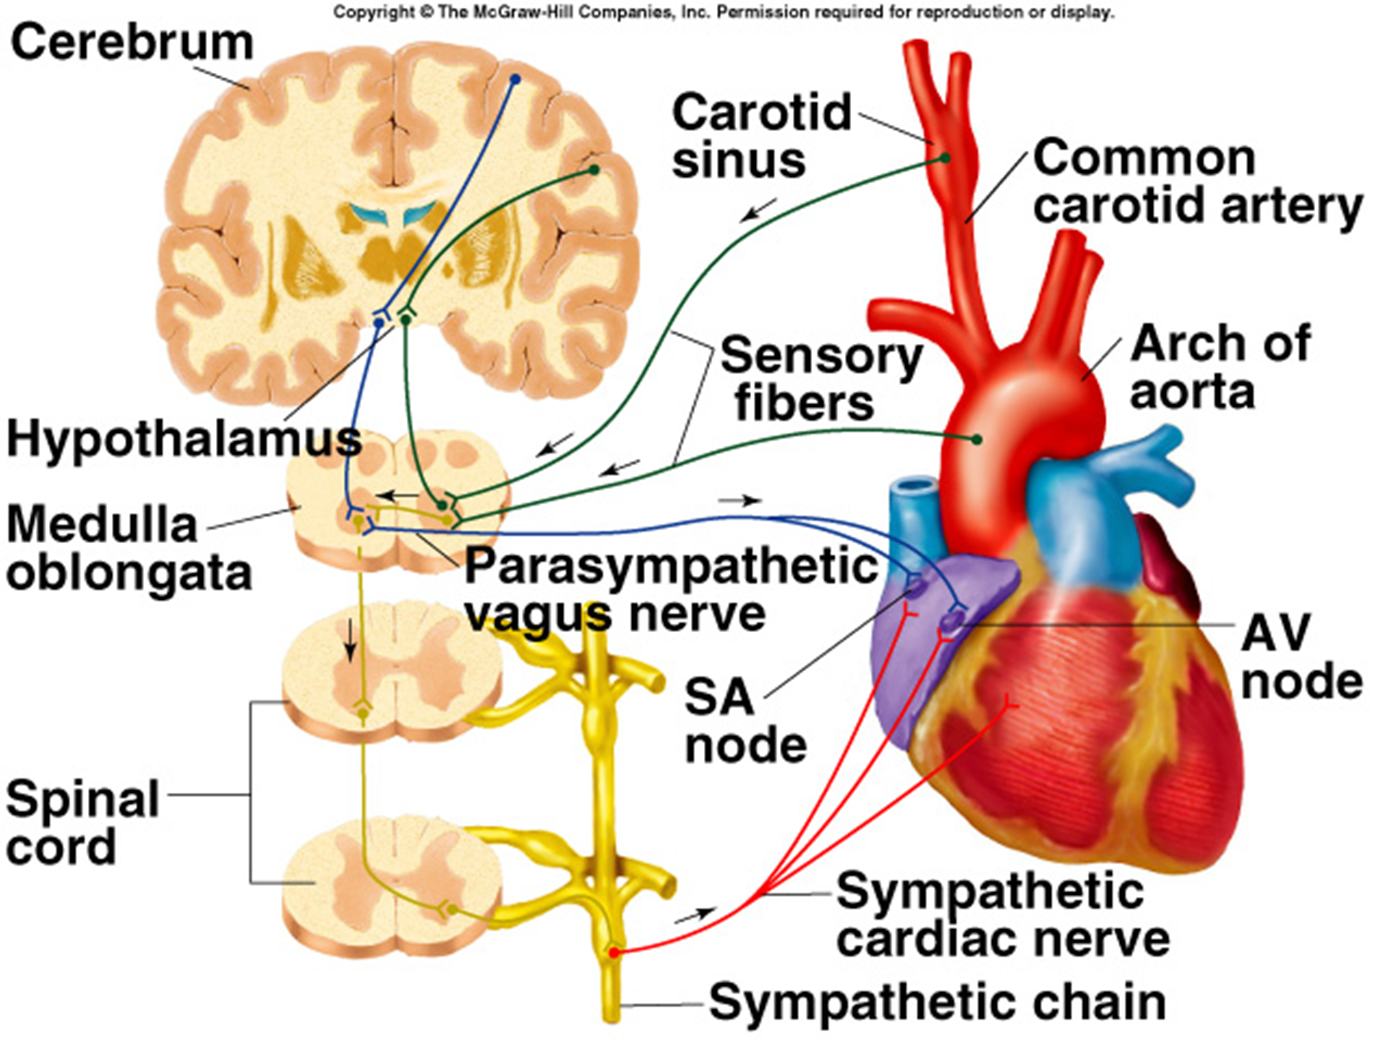 Copyright © The McGraw-Hill Companies, Inc. Permission required for reproduction or display.
Cerebrum
Carotid
sinus
Common
carotid artery
Sensory
fibers
Arch of
aorta
Hypothalamus
Medulla
oblongata
Parasympathetic
vagus nerve
SA
node
AV
node
Spinal
cord
Sympathetic
cardiac nerve
Sympathetic chain